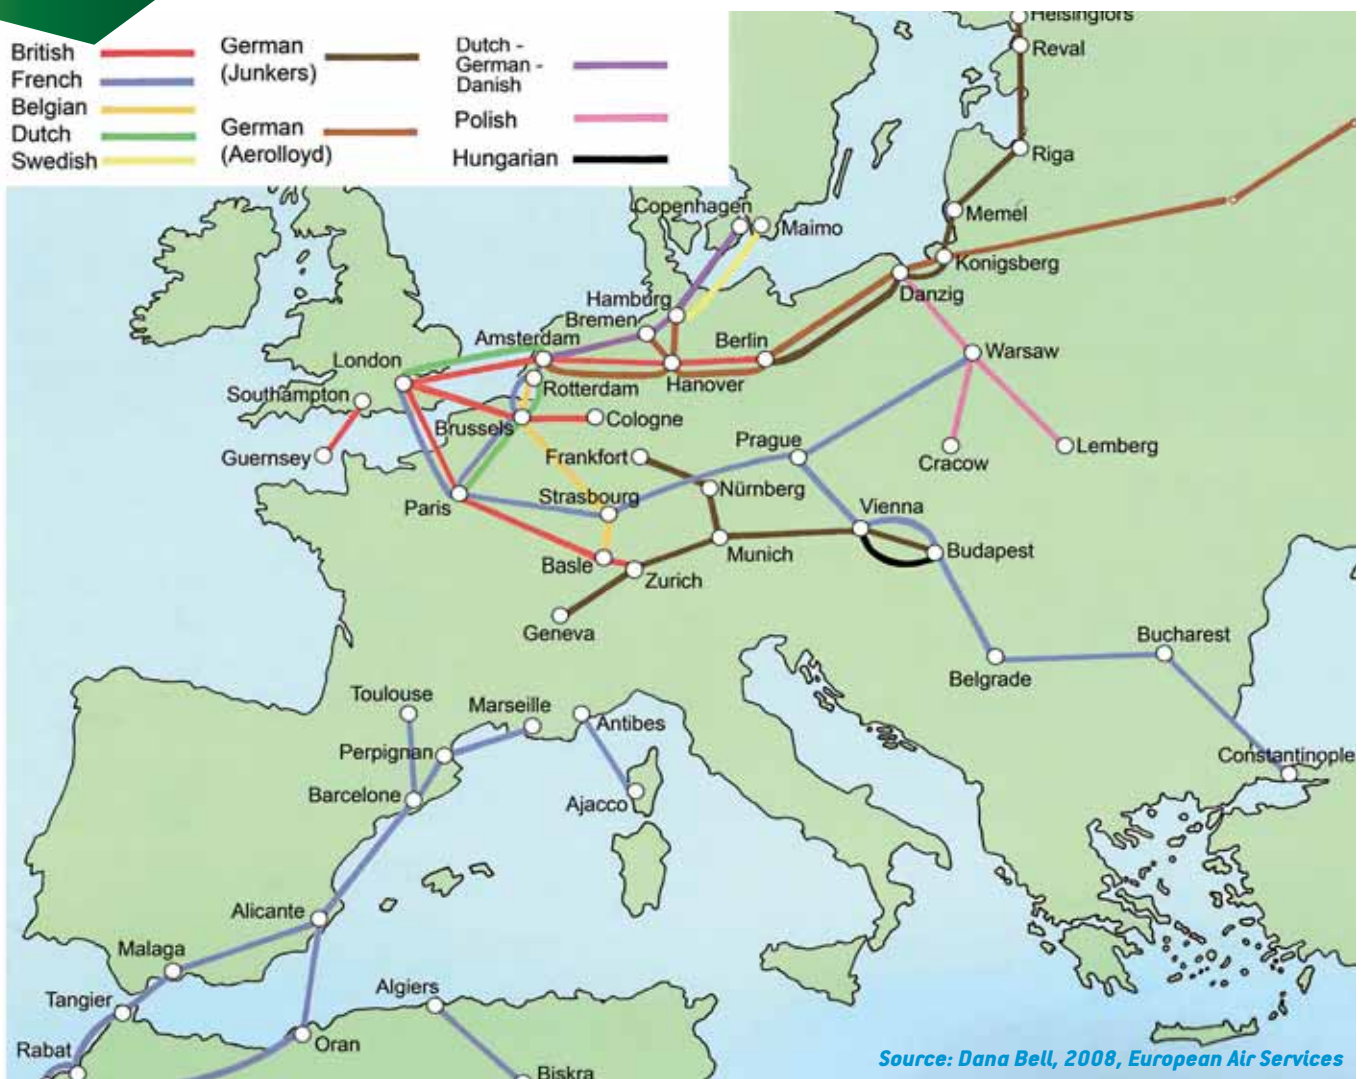 British
French
Belgian
Dutch
Swedish
German
(Junkers)
German
(Aerolloyd)
Dutch -
German -
Danish
Polish
Hungarian
Helsingfors
Reval
Riga
Memel
Konigsberg
Danzig
Copenhagen
Maimo
Hamburg
Bremen
Amsterdam
Berlin
London
Hanover
Rotterdam
Southampton
Brussels
Cologne
Warsaw
Guernsey
Frankfort
Prague
Cracow
Lemberg
Paris
Strasbourg
Nürnberg
Vienna
Munich
Budapest
Basle
Zurich
Geneva
Bucharest
Belgrade
Toulouse
Marseille
Antibes
Perpignan
Constantinople
Barcelone
Ajacco
Alicante
Malaga
Tangier
Algiers
Oran
Rabat
Biskra
Source: Dana Bell, 2008, European Air Services